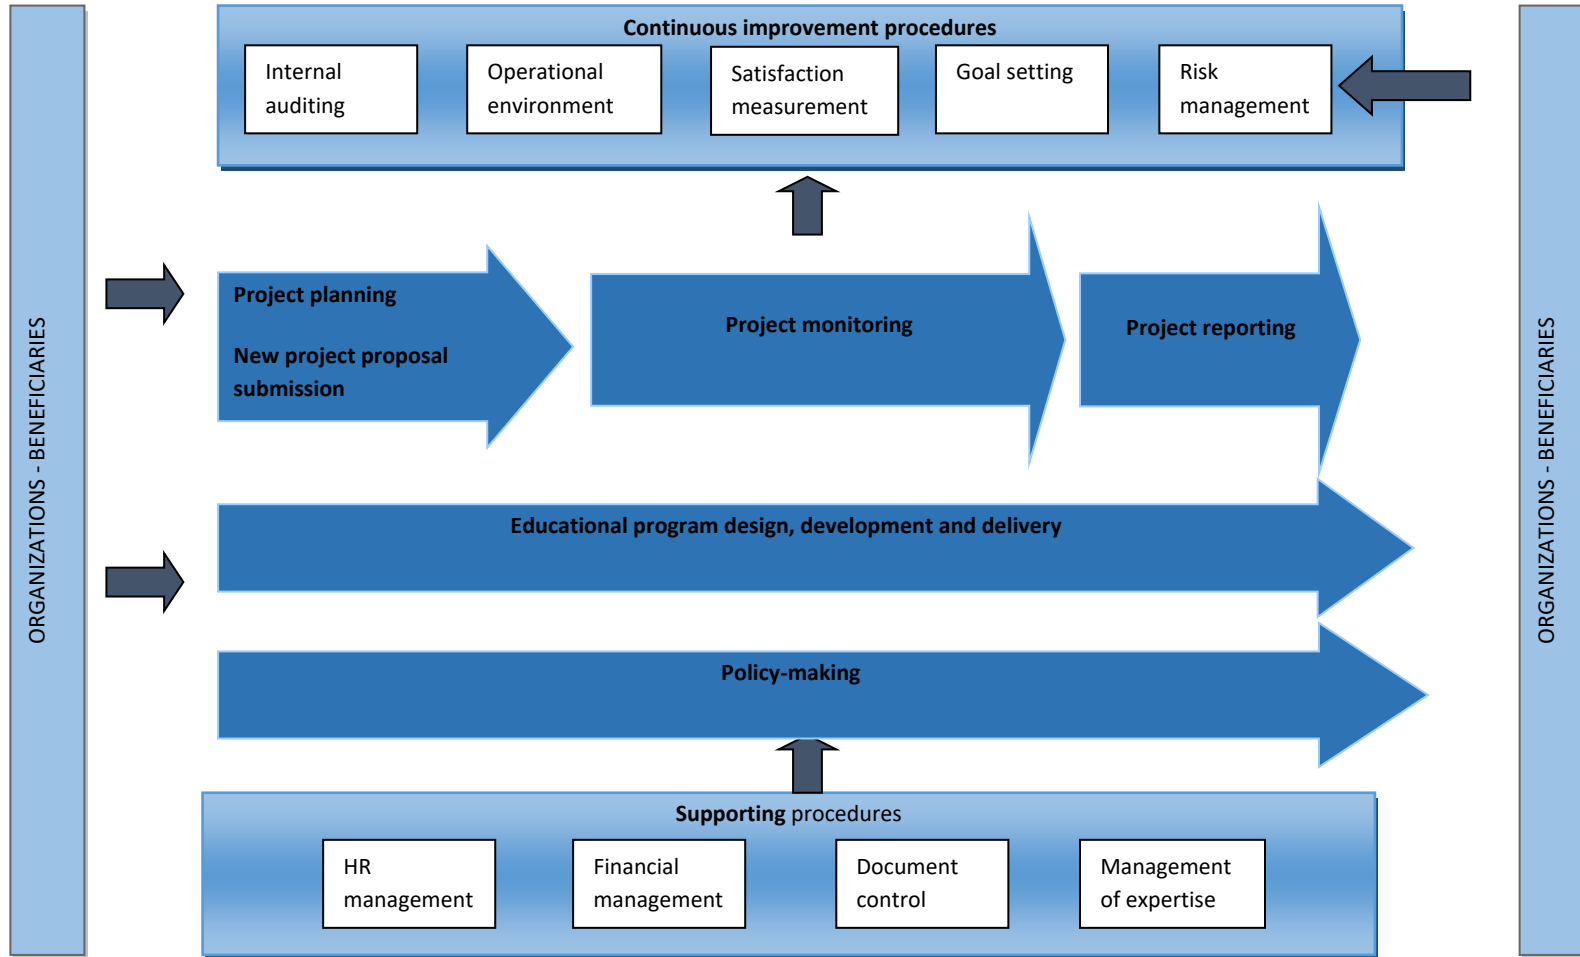 Continuous improvement procedures
Internal
auditing
Operational
environment
Satisfaction
measurement
Goal setting
Risk
management
ORGANIZATIONS - BENEFICIARIES
Project planning
New project proposal
submission
Project monitoring
Project reporting
Educational program design, development and delivery
Policy-making
Supporting procedures
HR
management
Financial
management
Document
control
Management
of expertise
ORGANIZATIONS - BENEFICIARIES